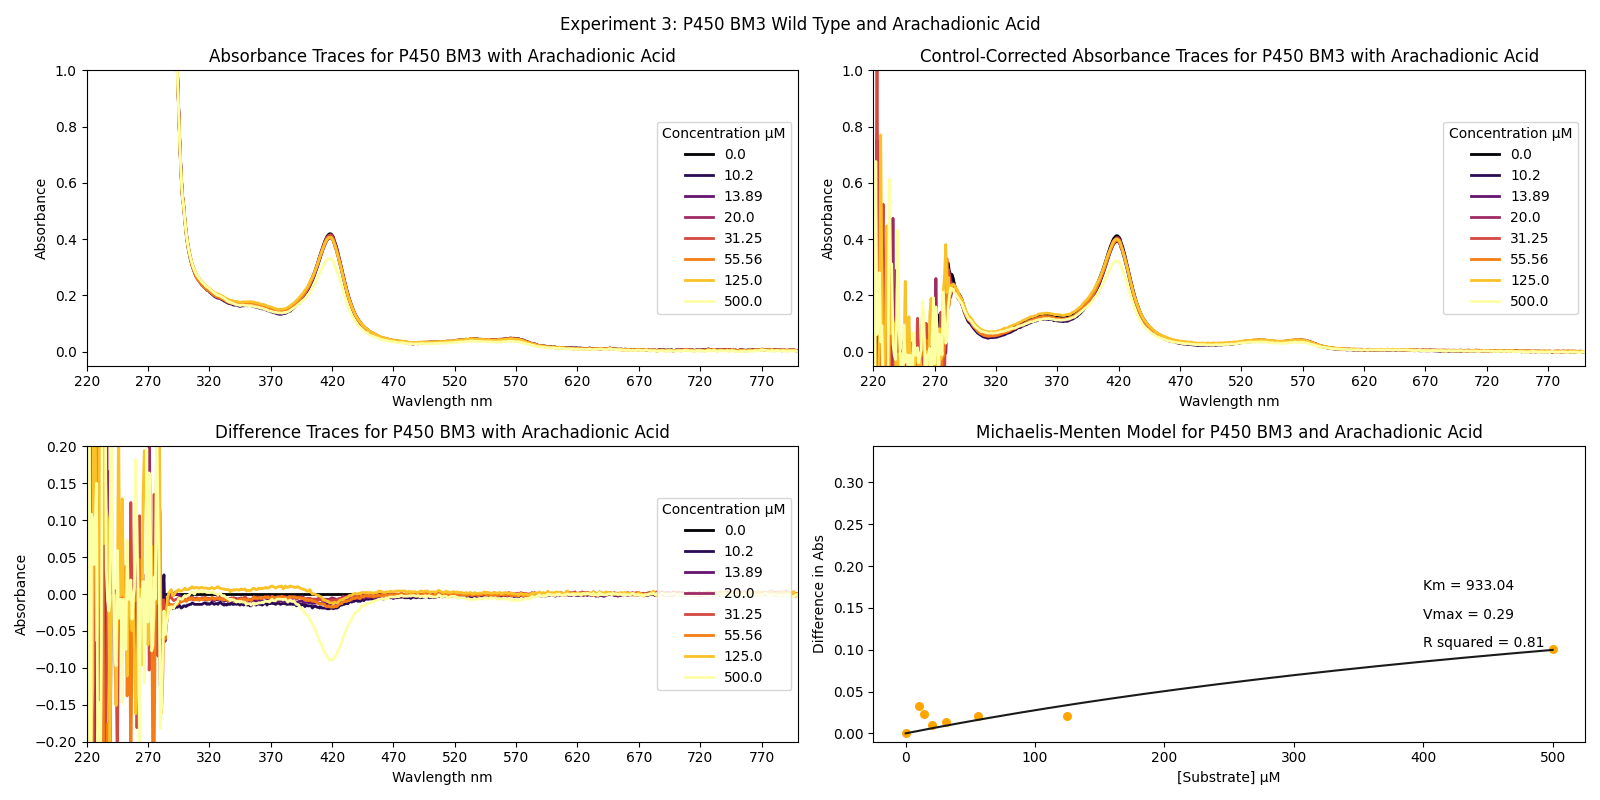 Experiment 3: P450 BM3 Wild Type and Arachadionic Acid
Absorbance Traces for P450 BM3 with Arachadionic Acid
1.0
0.8
0.6
0.4
0.2
0.0
Absorbance
Concentration μM
0.0
10.2
13.89
20.0
31.25
55.56
125.0
500.0
220 270 320 370 420 470 520 570 620 670 720 770
Wavlength nm
Control-Corrected Absorbance Traces for P450 BM3 with Arachadionic Acid
1.0
0.8
0.6
0.4
0.2
0.0
Absorbance
Concentration μM
0.0
10.2
13.89
20.0
31.25
55.56
125.0
500.0
220 270 320 370 420 470 520 570 620 670 720 770
Wavlength nm
Difference Traces for P450 BM3 with Arachadionic Acid
0.20
0.15
0.10
0.05
0.00
−0.05
−0.10
−0.15
−0.20
Absorbance
Concentration μM
0.0
10.2
13.89
20.0
31.25
55.56
125.0
500.0
220 270 320 370 420 470 520 570 620 670 720 770
Wavlength nm
Michaelis-Menten Model for P450 BM3 and Arachadionic Acid
0.30
0.25
0.20
0.15
0.10
0.05
0.00
Difference in Abs
Km = 933.04
Vmax = 0.29
R squared = 0.81
0 100 200 300 400 500
[Substrate] μM